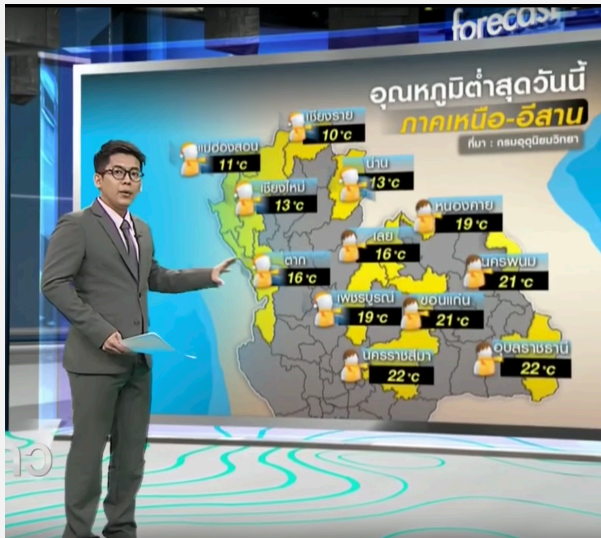 forecast
อุณหภูมิต่ำสุดวันนี้
ภาคเหนือ-อีสาน
ที่มา : กรมอุตุนิยมวิทยา
เชียงราย
10 °c
แม่ฮ่องสอน
11 °c
น่าน
13 °c
เชียงใหม่
13 °c
หนองคาย
19 °c
เลย
16 °c
ตาก
16 °c
นครพนม
21 °c
เพชรบูรณ์
19 °c
ขอนแก่น
21 °c
นครราชสีมา
22 °c
อุบลราชธานี
22 °c